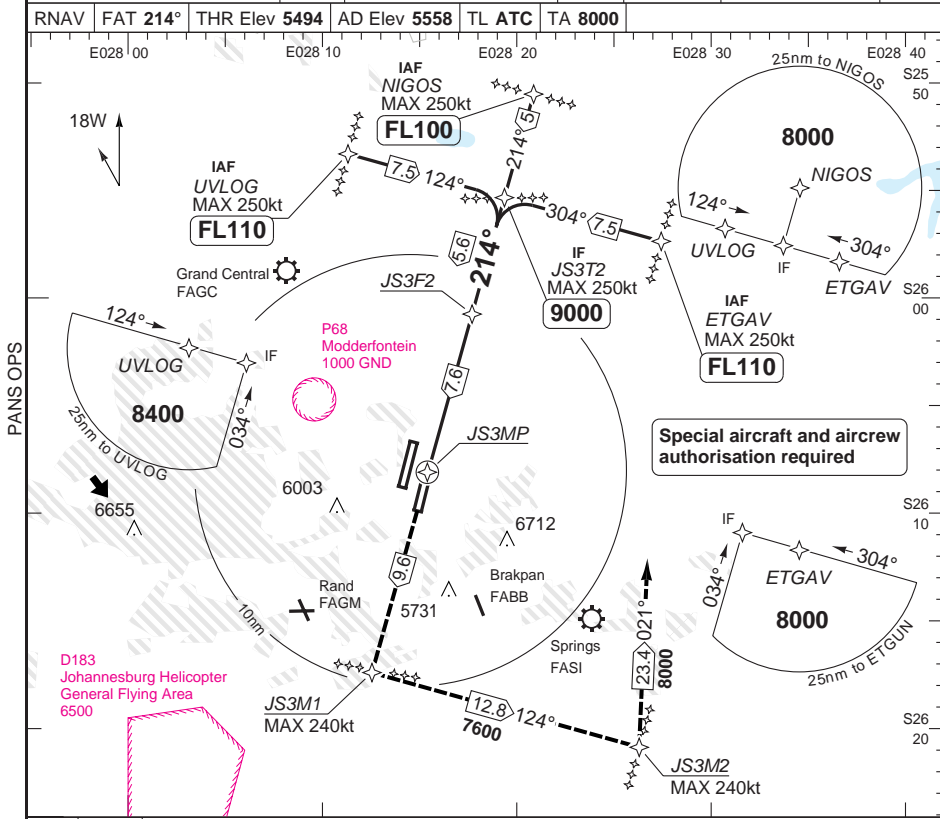 RNAV FAT 214° THR Elev 5494 AD Elev 5558 TL ATC TA 8000
E028 00 E028 10 E028 20 E028 30 E028 40
S25
50
18W
IAF
NIGOS
MAX 250kt
FL100
5
214°
IAF
UVLOG
MAX 250kt
FL110
7.5 124°
304° 7.5
25nm to NIGOS
8000
NIGOS
124°
304°
UVLOG
IF
ETGAV
5.6
214°
JS3F2
IF
JS3T2
MAX 250kt
9000
Grand Central
FAGC
IAF
ETGAV
MAX 250kt
FL110
S26
00
P68
Modderfontein
1000 GND
124°
UVLOG
IF
8400
034°
25nm to UVLOG
PANS OPS
7.6
JS3MP
Special aircraft and aircrew
authorisation required
6655
6003
6712
S26
10
IF
304°
034°
ETGAV
8000
25nm to ETGUN
9.6
Rand
FAGM
5731
Brakpan
FABB
Springs
FASI
10nm
23.4 021°
8000
D183
Johannesburg Helicopter
General Flying Area
6500
JS3M1
MAX 240kt
12.8 124°
7600
S26
20
JS3M2
MAX 240kt